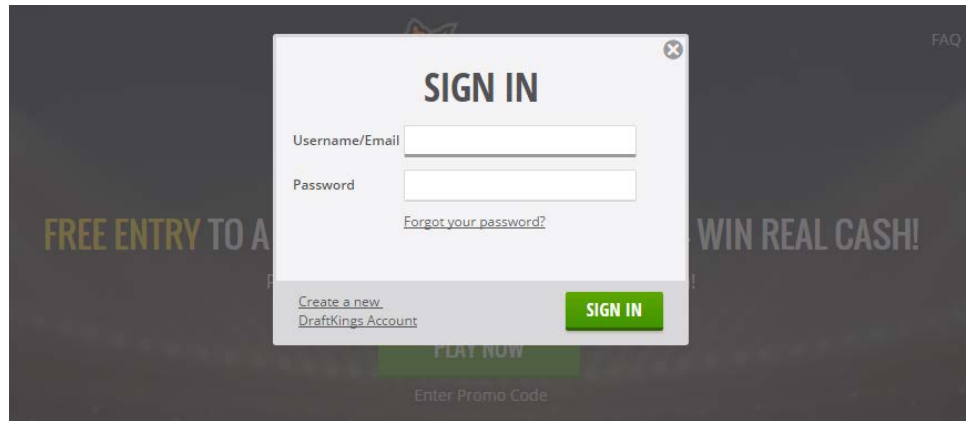 FAQ
SIGN IN
Username/Email
Password
Forgot your password?
FREE ENTRY TO A
WIN REAL CASH!
Create a new
DraftKings Account
SIGN IN
PLAY NOW
Enter Promo Code